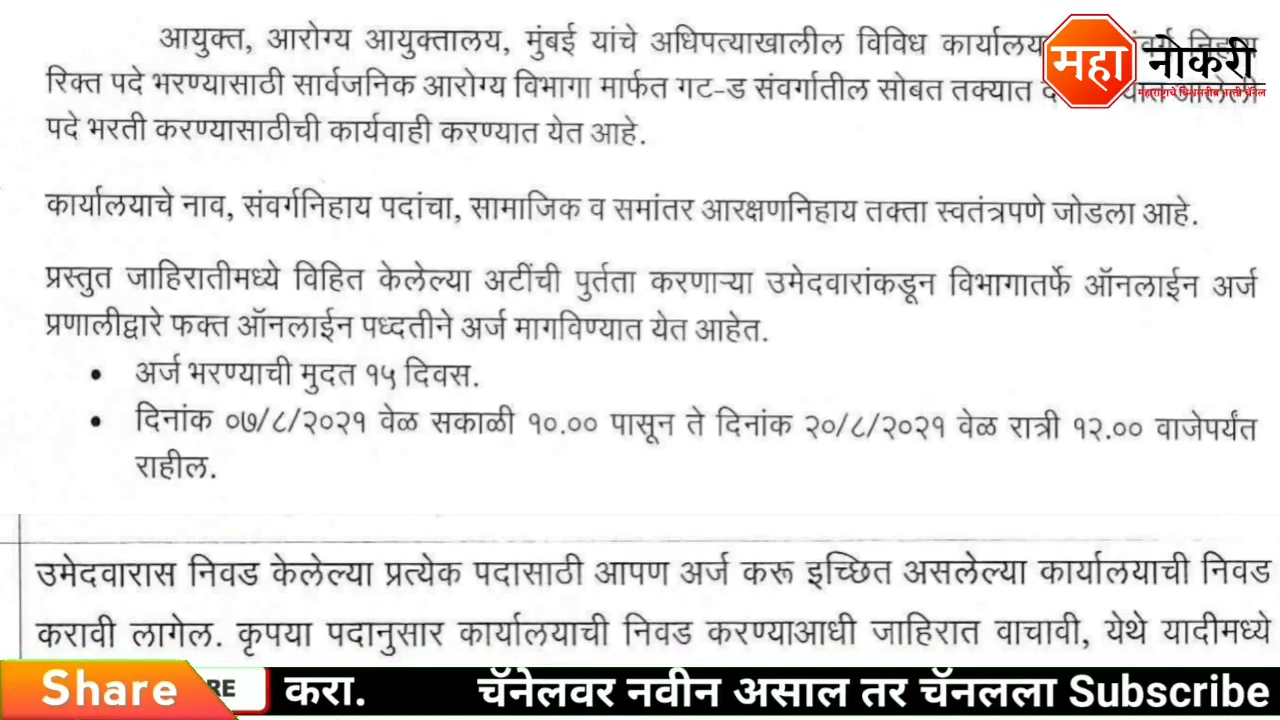 आयुक्त, आरोग्य आयुक्तालय, मुंबई यांचे अधिपत्याखालील विविध कार्यालय
महा नोकरी
रिक्त पदे भरण्यासाठी सार्वजनिक आरोग्य विभागा मार्फत गट-ड संवर्गातील सोबत तक्यात
पदे भरती करण्यासाठीची कार्यवाही करण्यात येत आहे.
कार्यालयाचे नाव, संवर्गनिहाय पदांचा, सामाजिक व समांतर आरक्षणनिहाय तक्ता स्वतंत्रपणे जोडला आहे.
प्रस्तुत जाहिरातीमध्ये विहित केलेल्या अटींची पुर्तता करणाऱ्या उमेदवारांकडून विभागातर्फे ऑनलाईन अर्ज
प्रणालीद्वारे फक्त ऑनलाईन पध्दतीने अर्ज मागविण्यात येत आहेत.
• अर्ज भरण्याची मुदत १५ दिवस.
• दिनांक ०७/८/२०२१ वेळ सकाळी १०.०० पासून ते दिनांक २०/८/२०२१ वेळ रात्री १२.०० वाजेपर्यंत
राहील.
उमेदवारास निवड केलेल्या प्रत्येक पदासाठी आपण अर्ज करू इच्छित असलेल्या कार्यालयाची निवड
करावी लागेल. कृपया पदानुसार कार्यालयाची निवड करण्याआधी जाहिरात वाचावी, येथे यादीमध्ये
Share करा. चॅनेलवर नवीन असाल तर चॅनलला Subscribe